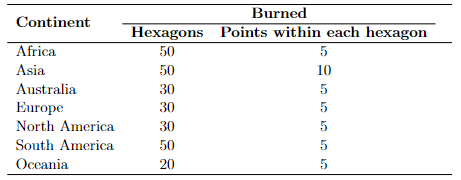 Continent Burned
Hexagons Points within each hexagon
Africa 50 5
Asia 50 10
Australia 30 5
Europe 30 5
North America 30 5
South America 50 5
Oceania 20 5